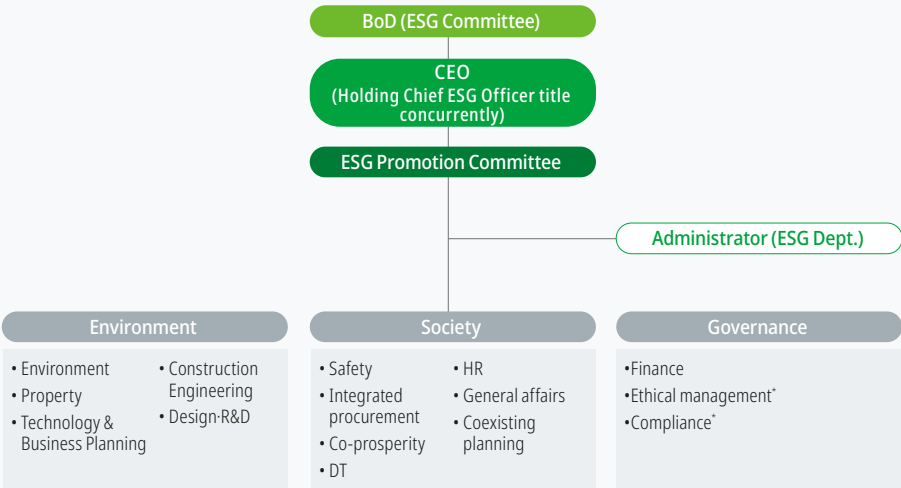 BoD (ESG Committee)
CEO
(Holding Chief ESG Officer title
concurrently)
ESG Promotion Committee
Administrator (ESG Dept.)
Environment
• Environment
• Property
• Technology &
Business Planning
• Construction
Engineering
• Design·R&D
Society
• Safety
• Integrated
procurement
• Co-prosperity
• DT
• HR
• General affairs
• Coexisting
planning
Governance
•Finance
•Ethical management*
•Compliance*